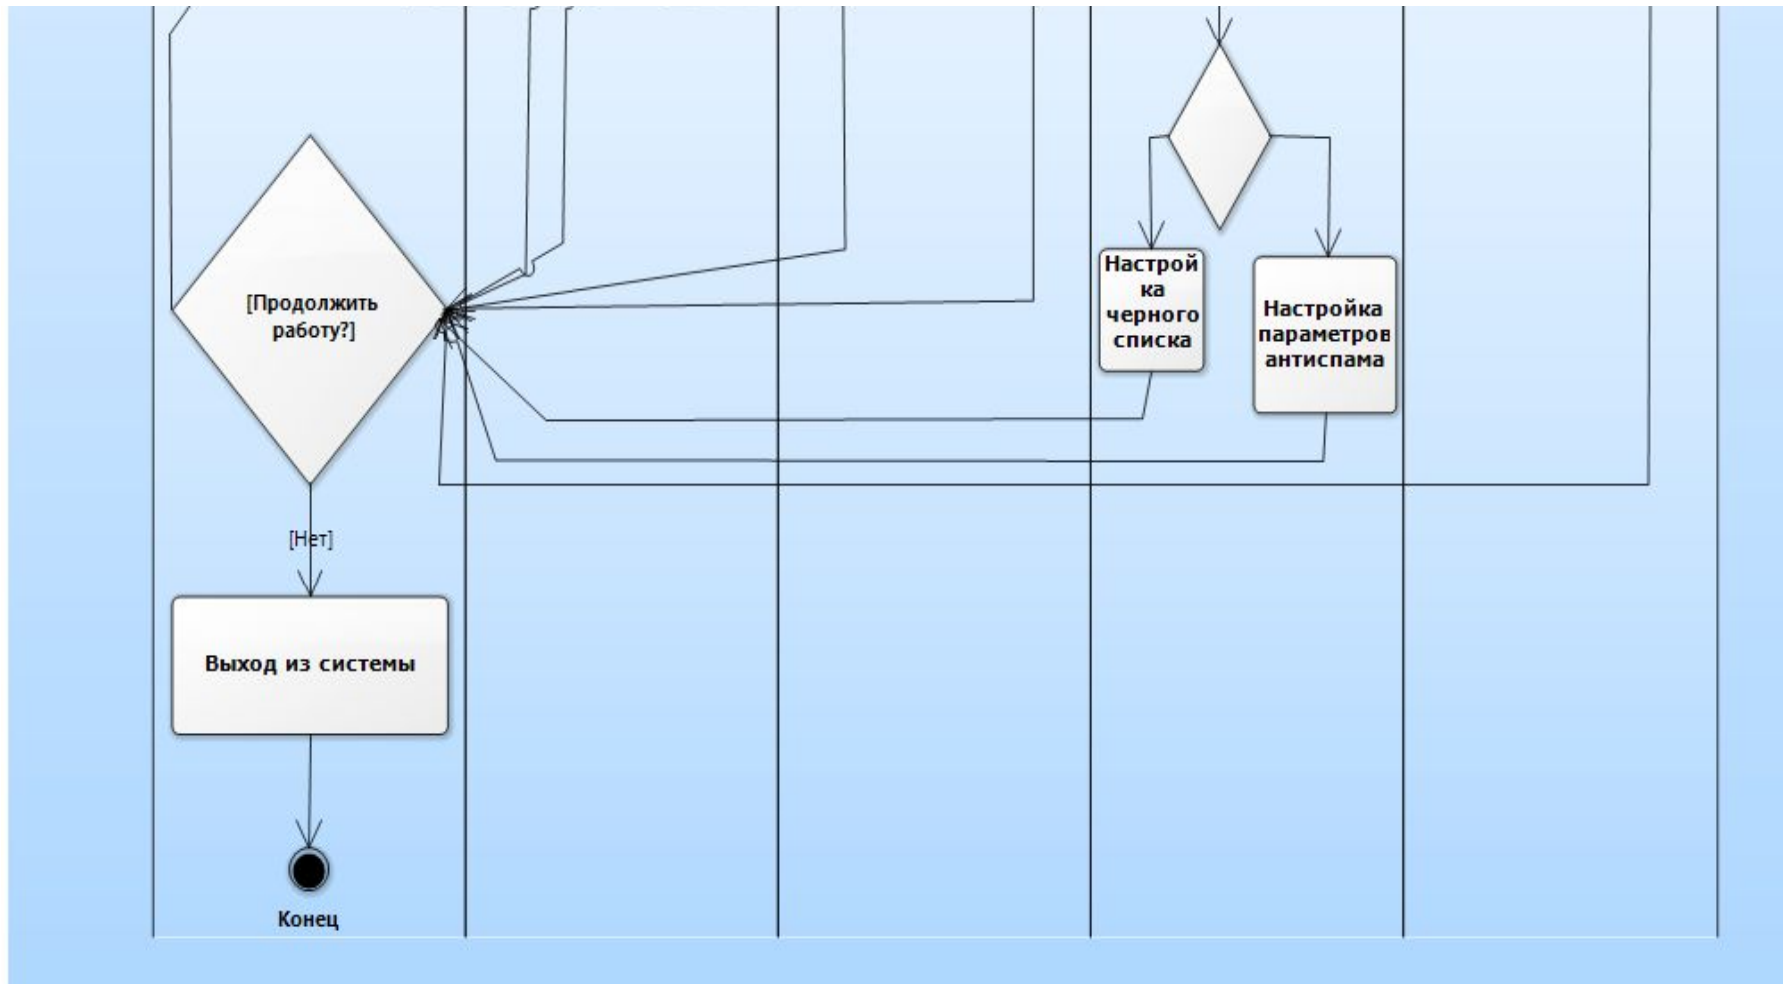 [Продолжить
работу?]
Настрой
ка
черного
списка
Настройка
параметров
антиспама
[Нет]
Выход из системы
Конец